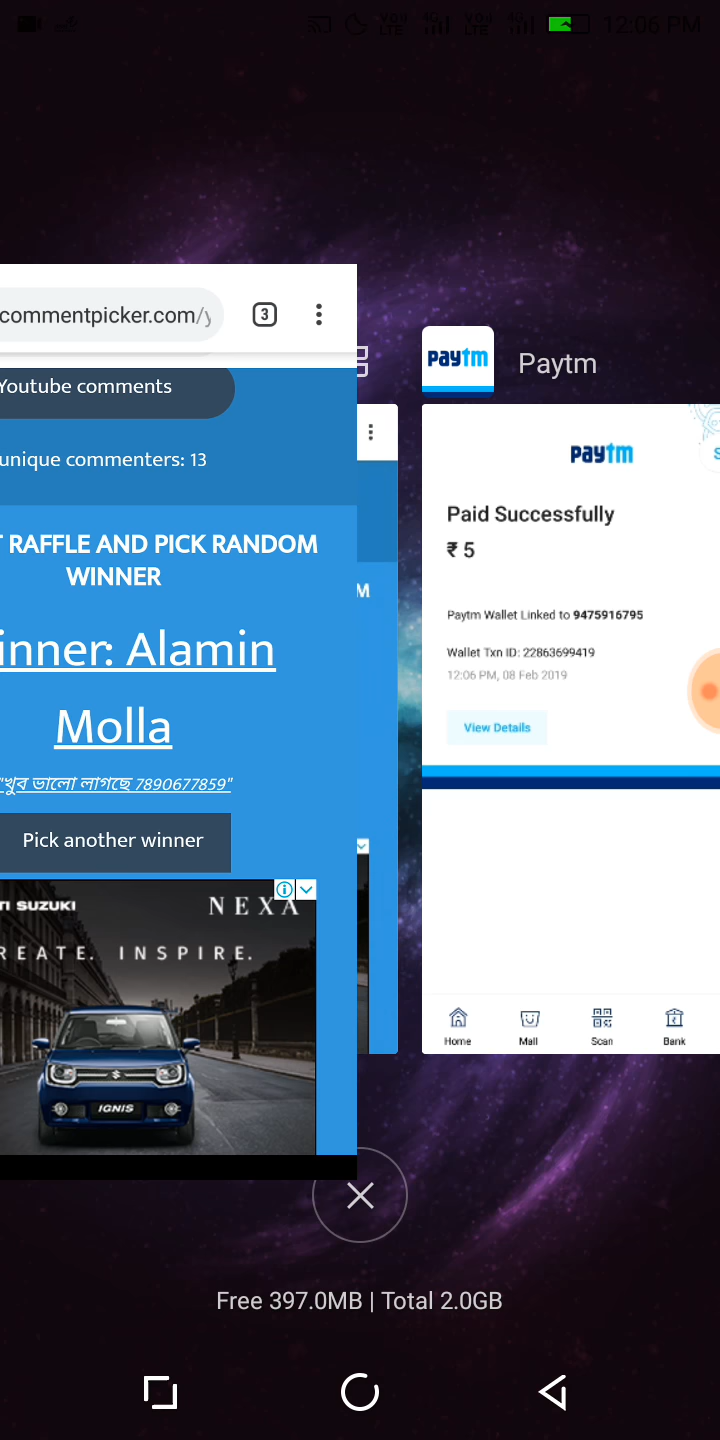 12:06 PM
commentpicker.com/y
3
Youtube comments
unique commenters: 13
RAFFLE AND PICK RANDOM
WINNER
inner: Alamin
Molla
"খুব ভালো লাগছে 7890677859"
Pick another winner
TI SUZUKI
NEXA
REATE. INSPIRE.
IGNIS
M
paytm
Paytm
paytm
S
Paid Successfully
₹ 5
Paytm Wallet Linked to 9475916795
Wallet Txn ID: 22863699419
12:06 PM, 08 Feb 2019
View Details
Home
Mall
Scan
Bank
Free 397.0MB | Total 2.0GB